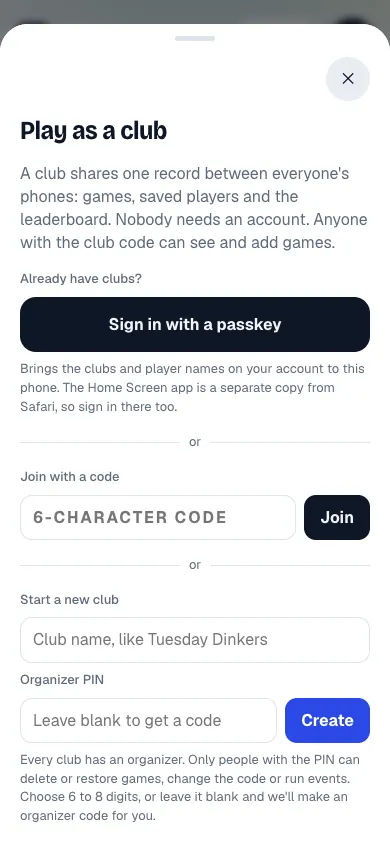 Play as a club
A club shares one record between everyone's
phones: games, saved players and the
leaderboard. Nobody needs an account. Anyone
with the club code can see and add games.
Already have clubs?
Sign in with a passkey
Brings the clubs and player names on your account to this
phone. The Home Screen app is a separate copy from
Safari, so sign in there too.
or
Join with a code
6-CHARACTER CODE
Join
or
Start a new club
Club name, like Tuesday Dinkers
Organizer PIN
Leave blank to get a code
Create
Every club has an organizer. Only people with the PIN can
delete or restore games, change the code or run events.
Choose 6 to 8 digits, or leave it blank and we'll make an
organizer code for you.